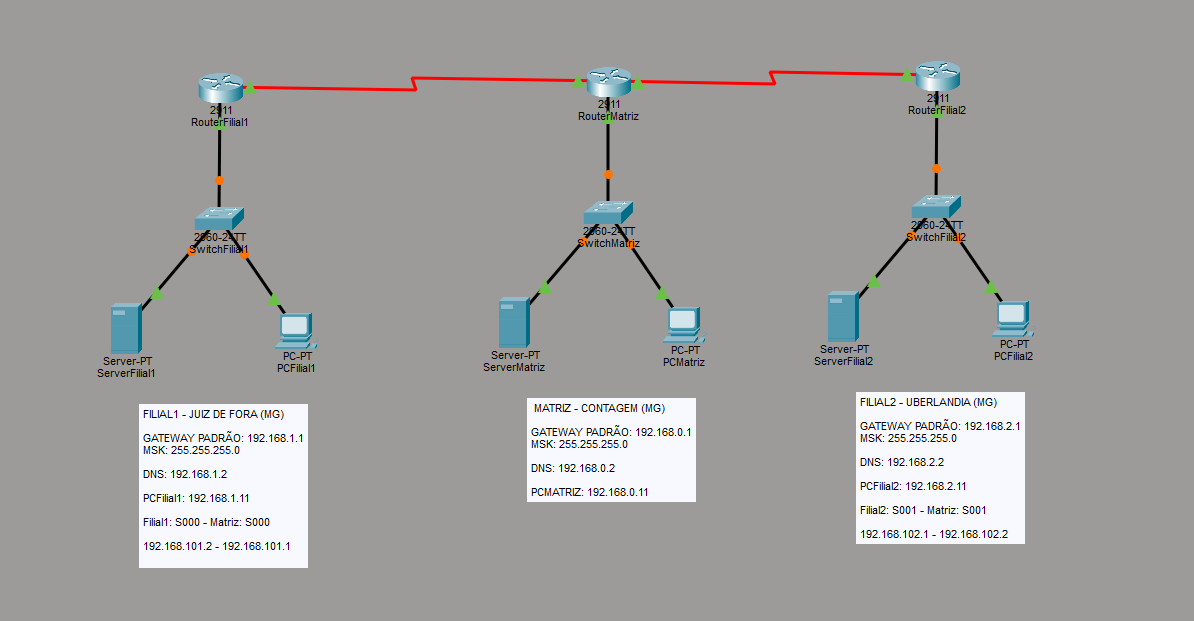 2911
RouterFilial1
2911
RouterMatriz
2911
RouterFilial2
2960-24TT
SwitchFilial1
2960-24TT
SwitchMatriz
2960-24TT
SwitchFilial2
Server-PT
ServerFilial1
PC-PT
PCFilial1
Server-PT
ServerMatriz
PC-PT
PCMatriz
Server-PT
ServerFilial2
PC-PT
PCFilial2
FILIAL1 - JUIZ DE FORA (MG)
GATEWAY PADRÃO: 192.168.1.1
MSK: 255.255.255.0
DNS: 192.168.1.2
PCFilial1: 192.168.1.11
Filial1: S000 - Matriz: S000
192.168.101.2 - 192.168.101.1
MATRIZ - CONTAGEM (MG)
GATEWAY PADRÃO: 192.168.0.1
MSK: 255.255.255.0
DNS: 192.168.0.2
PCMATRIZ: 192.168.0.11
FILIAL2 - UBERLANDIA (MG)
GATEWAY PADRÃO: 192.168.2.1
MSK: 255.255.255.0
DNS: 192.168.2.2
PCFilial2: 192.168.2.11
Filial2: S001 - Matriz: S001
192.168.102.1 - 192.168.102.2